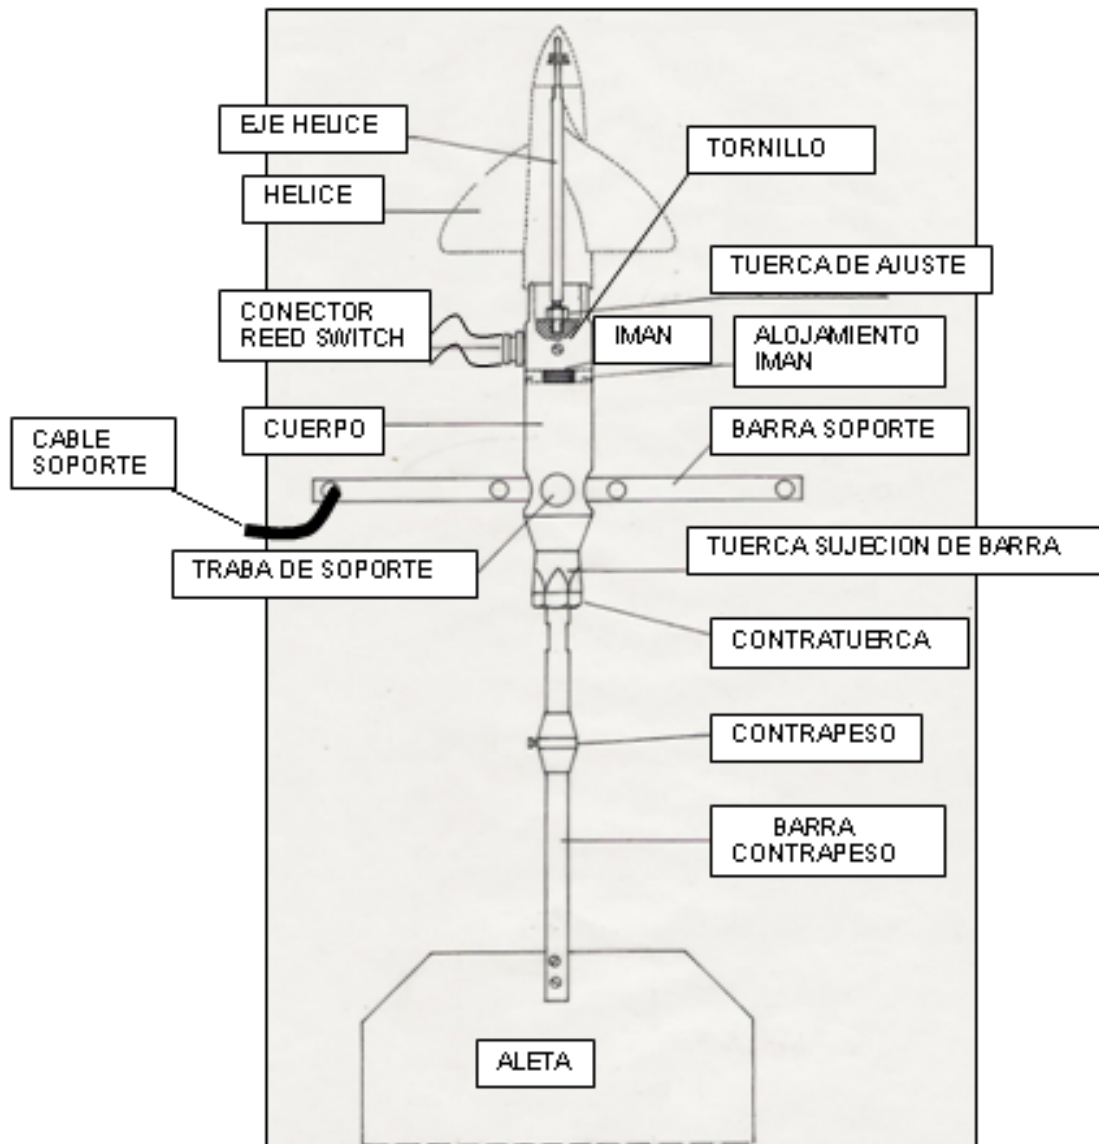 EJE HELICE
TORNILLO
HELICE
TUERCA DE AJUSTE
CONECTOR
REED SWITCH
IMAN
ALOJAMIENTO
IMAN
CUERPO
BARRA SOPORTE
CABLE
SOPORTE
TUERCA SUJECION DE BARRA
TRABA DE SOPORTE
CONTRATUERCA
CONTRAPESO
BARRA
CONTRAPESO
ALETA